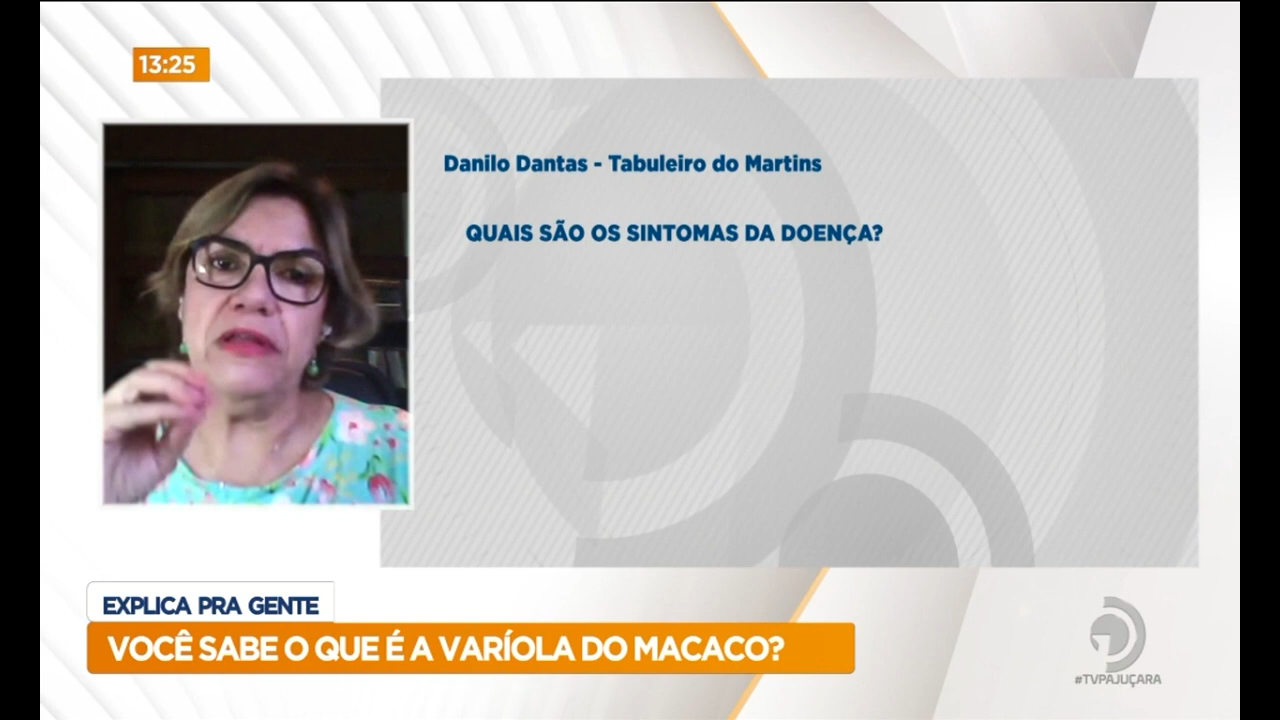 13:25
Danilo Dantas - Tabuleiro do Martins
QUAIS SÃO OS SINTOMAS DA DOENÇA?
EXPLICA PRA GENTE
VOCÊ SABE O QUE É A VARÍOLA DO MACACO?
#TVPAJUÇARA